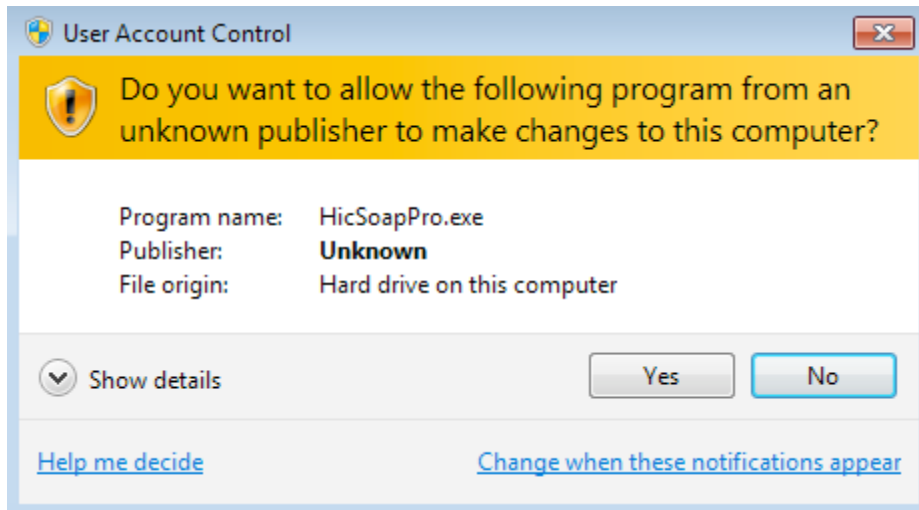 User Account Control
Do you want to allow the following program from an
unknown publisher to make changes to this computer?
Program name: HicSoapPro.exe
Publisher: Unknown
File origin: Hard drive on this computer
Show details
Yes
No
Help me decide
Change when these notifications appear